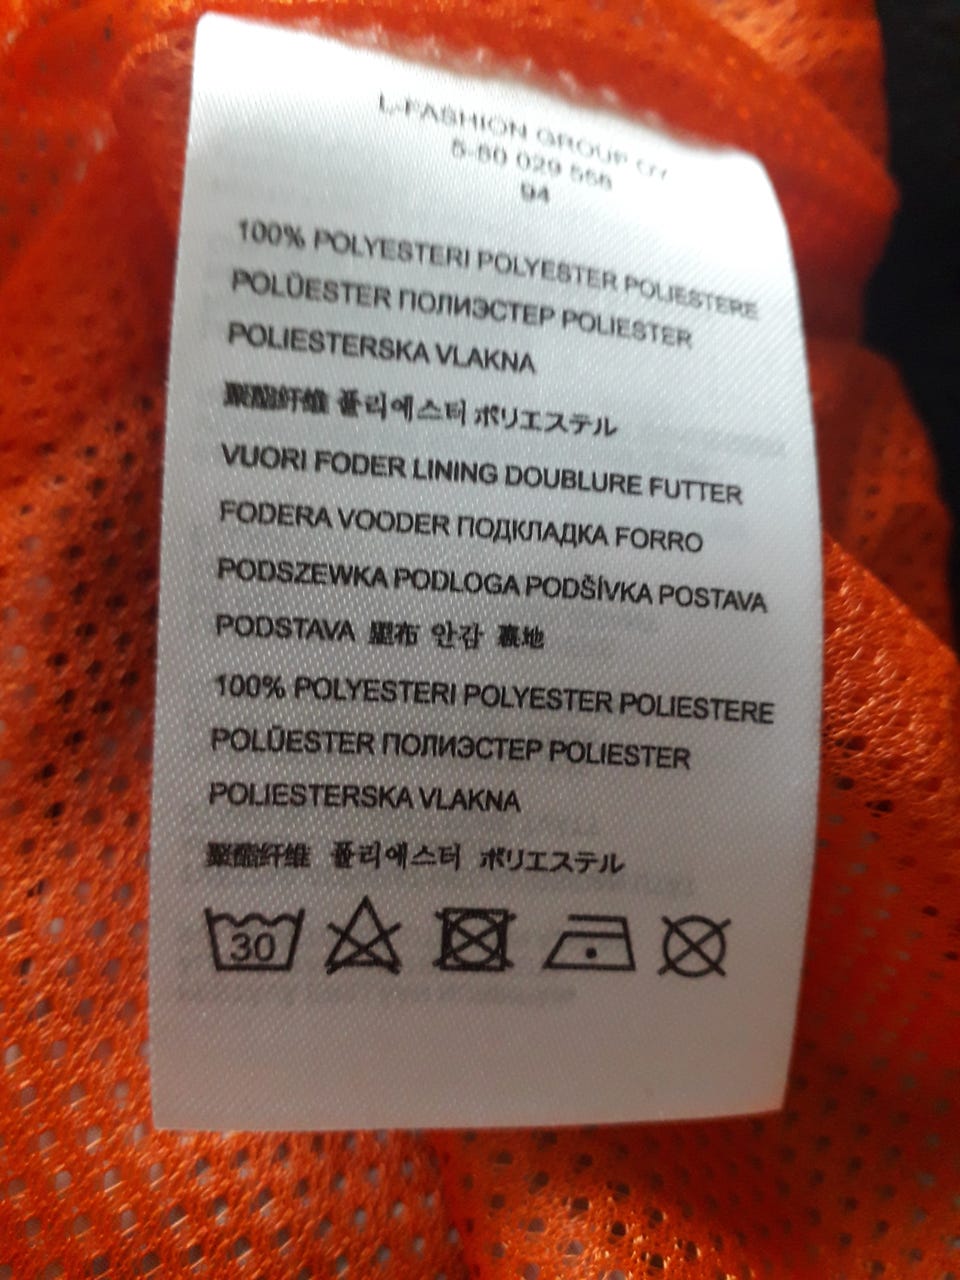 L-FASHION GROUP OY
5-50 029 556
94
100% POLYESTERI POLYESTER POLIESTERE
POLÜESTER ПОЛИЭСТЕР POLIESTER
POLIESTERSKA VLAKNA
聚酯纤维 폴리에스터 ポリエステル
VUORI FODER LINING DOUBLURE FUTTER
FODERA VOODER ПОДКЛАДКА FORRO
PODSZEWKA PODLOGA PODŠÍVKA POSTAVA
PODSTAVA 里布 안감 裏地
100% POLYESTERI POLYESTER POLIESTERE
POLÜESTER ПОЛИЭСТЕР POLIESTER
POLIESTERSKA VLAKNA
聚酯纤维 폴리에스터 ポリエステル
30